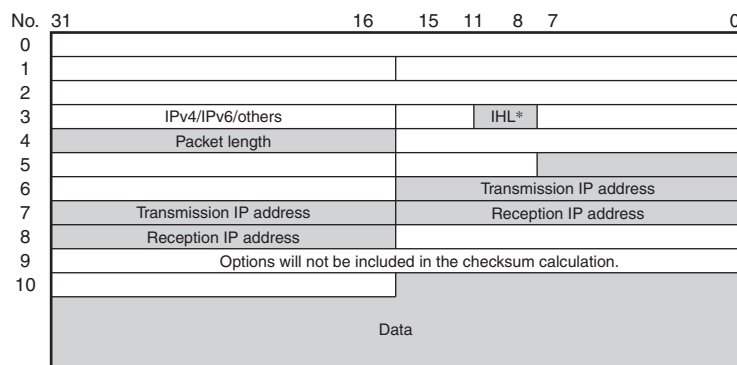 No. 31 16 15 11 8 7 0
0
1
2
3 IPv4/IPv6/others IHL*
4 Packet length
5
6 Transmission IP address
7 Transmission IP address Reception IP address
8 Reception IP address
9 Options will not be included in the checksum calculation.
10
Data